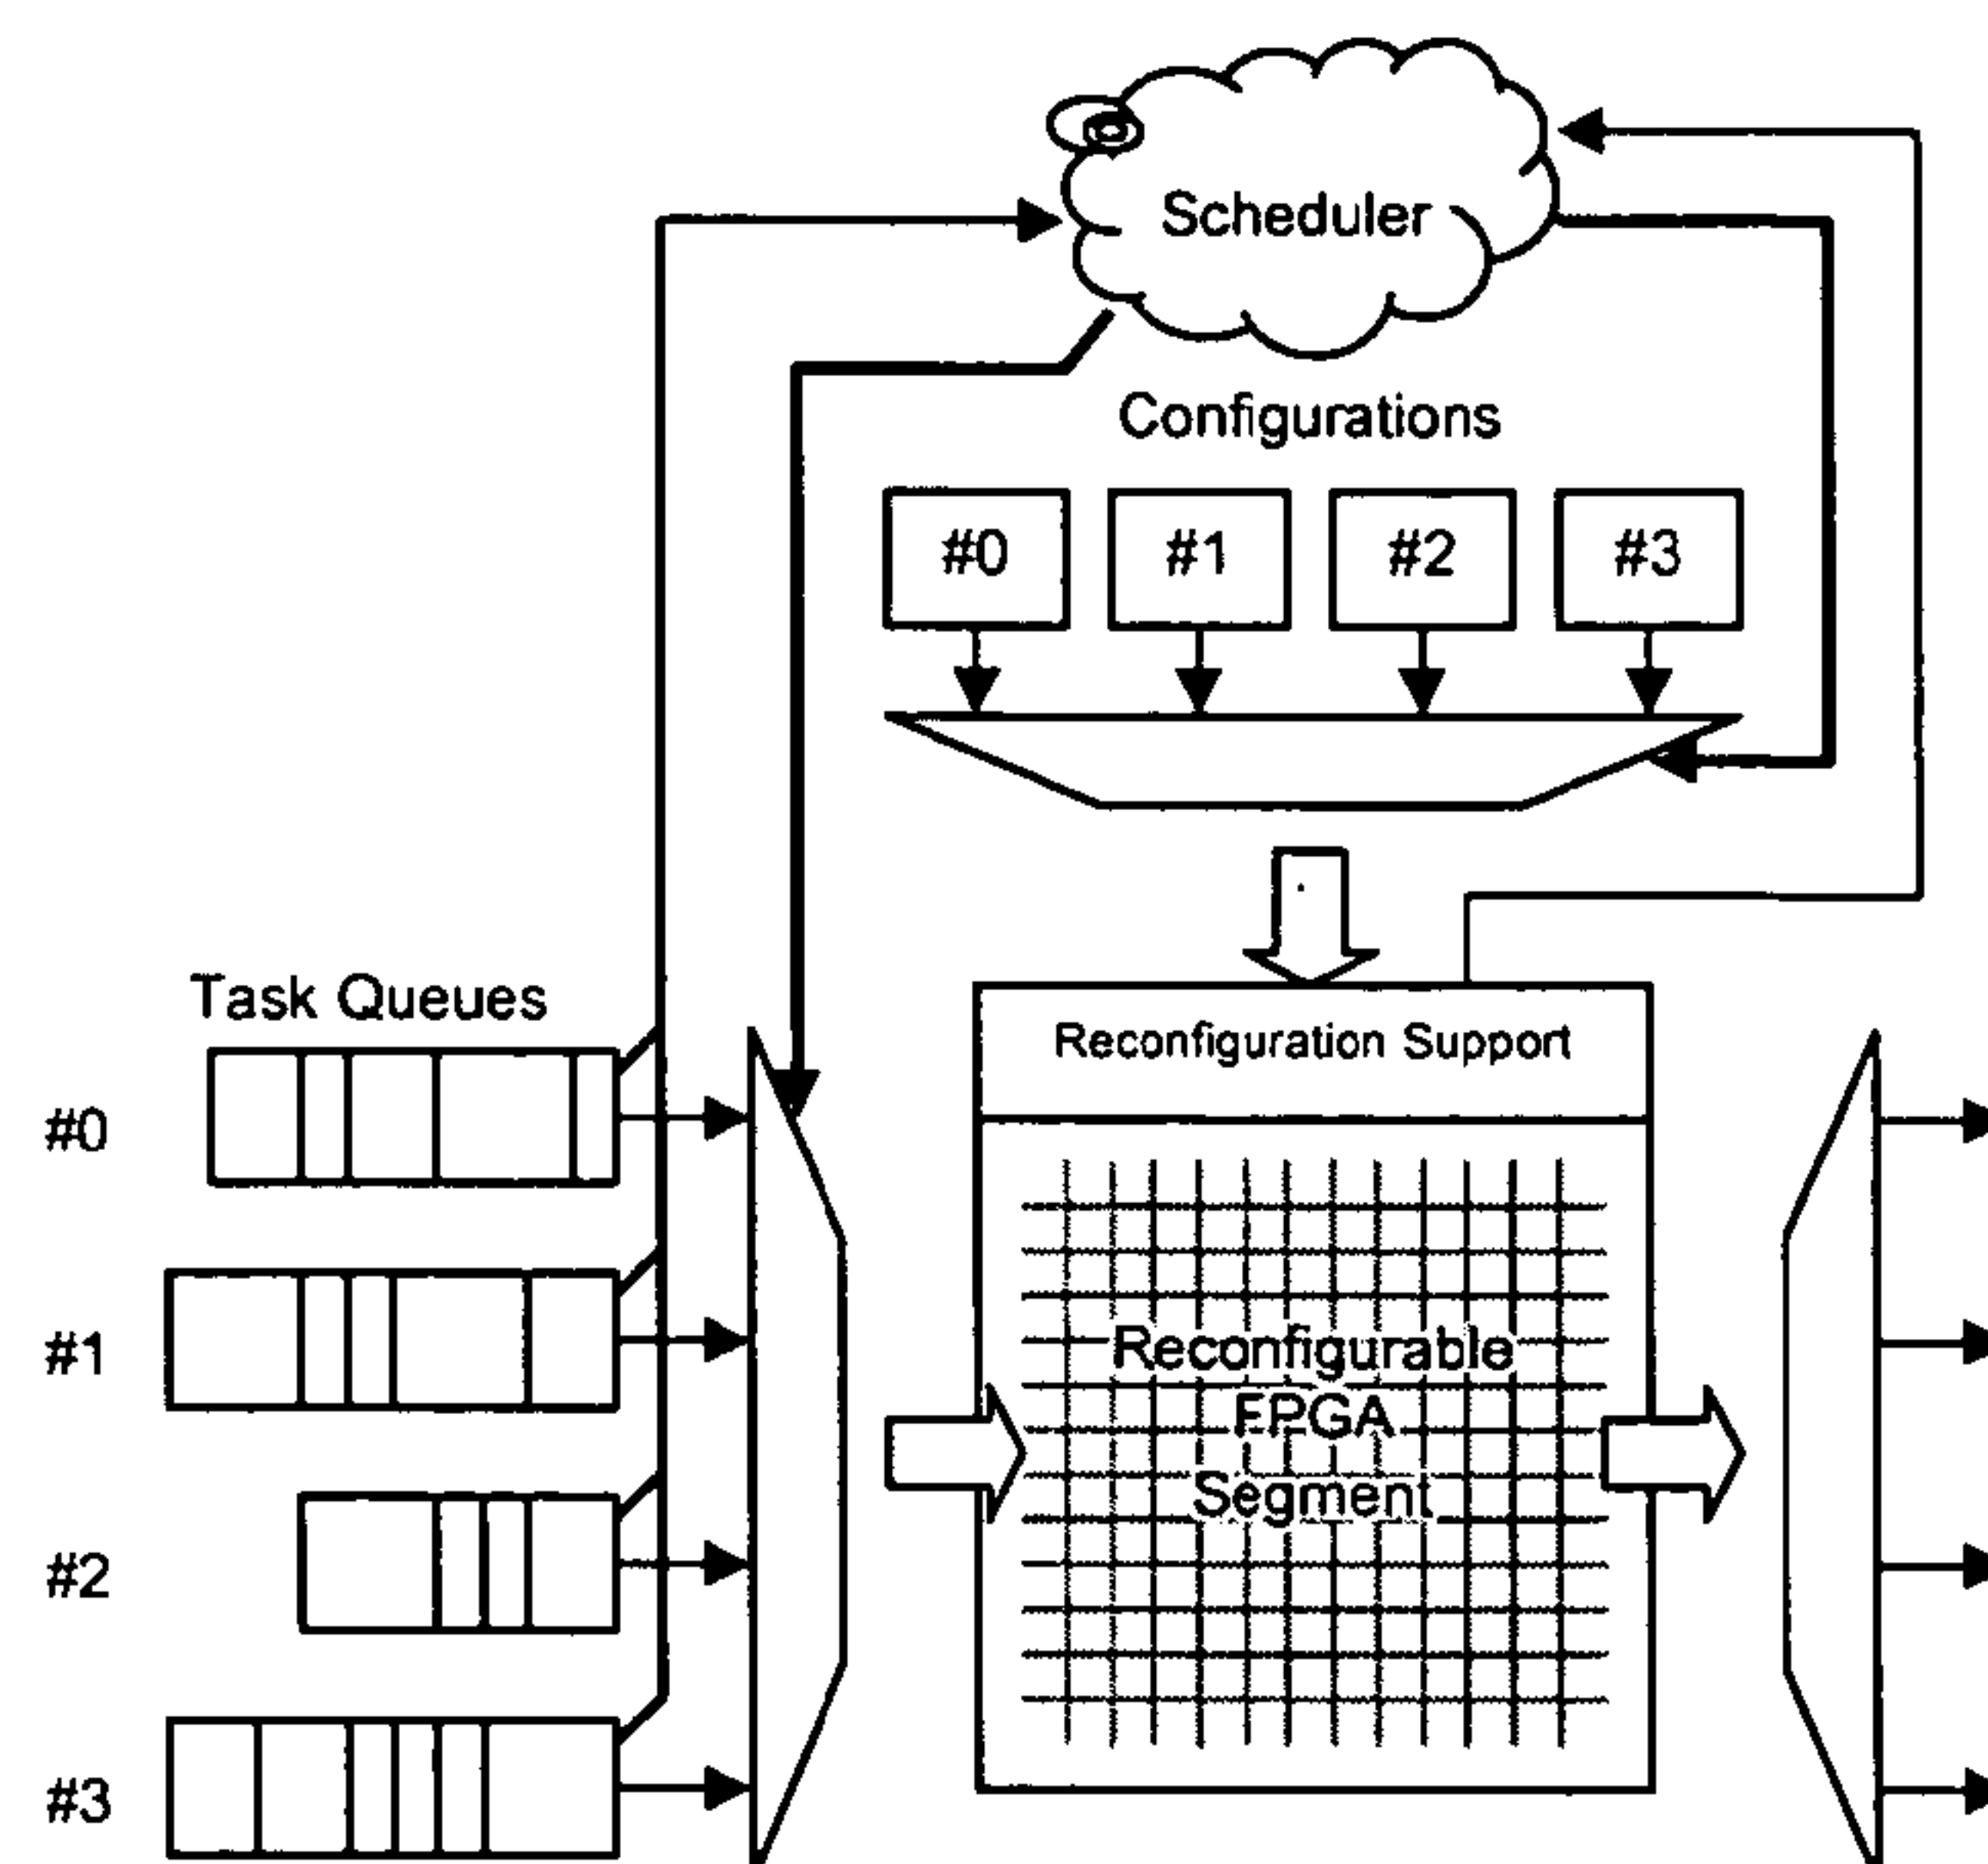 Scheduler
Configurations
#0 #1 #2 #3
Task Queues
Reconfiguration Support
#0
#1
Reconfigurable
FPGA
Segment
#2
#3